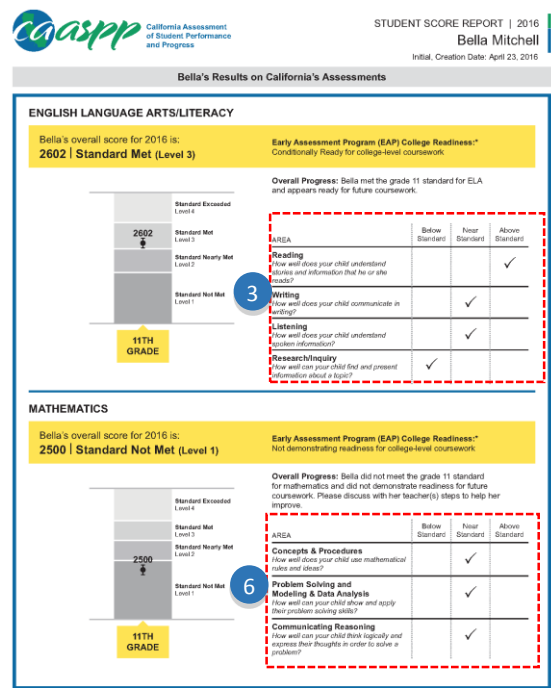 caaspp
California Assessment
of Student Performance
and Progress
STUDENT SCORE REPORT | 2016
Bella Mitchell
Initial, Creation Date: April 23, 2016
Bella's Results on California's Assessments
ENGLISH LANGUAGE ARTS/LITERACY
Bella's overall score for 2016 is:
2602 | Standard Met (Level 3)
Early Assessment Program (EAP) College Readiness:*
Conditionally Ready for college-level coursework
Overall Progress: Bella met the grade 11 standard for ELA
and appears ready for future coursework.
Standard Exceeded
Level 4
2602
Standard Met
Level 3
Standard Nearly Met
Level 2
Standard Not Met
Level 1
11TH
GRADE
3
AREA
Below
Standard
Near
Standard
Above
Standard
Reading
How well does your child understand
stories and information that he or she
reads?
✓
Writing
How well does your child communicate in
writing?
✓
Listening
How well does your child understand
spoken information?
✓
Research/Inquiry
How well can your child find and present
information about a topic?
✓
MATHEMATICS
Bella's overall score for 2016 is:
2500 | Standard Not Met (Level 1)
Early Assessment Program (EAP) College Readiness:*
Not demonstrating readiness for college-level coursework
Overall Progress: Bella did not meet the grade 11 standard
for mathematics and did not demonstrate readiness for future
coursework. Please discuss with her teacher(s) steps to help her
improve.
Standard Exceeded
Level 4
Standard Met
Level 3
Standard Nearly Met
Level 2
2500
Standard Not Met
Level 1
11TH
GRADE
6
AREA
Below
Standard
Near
Standard
Above
Standard
Concepts & Procedures
How well does your child use mathematical
rules and ideas?
✓
Problem Solving and
Modeling & Data Analysis
How well can your child show and apply
their problem solving skills?
✓
Communicating Reasoning
How well can your child think logically and
express their thoughts in order to solve a
problem?
✓